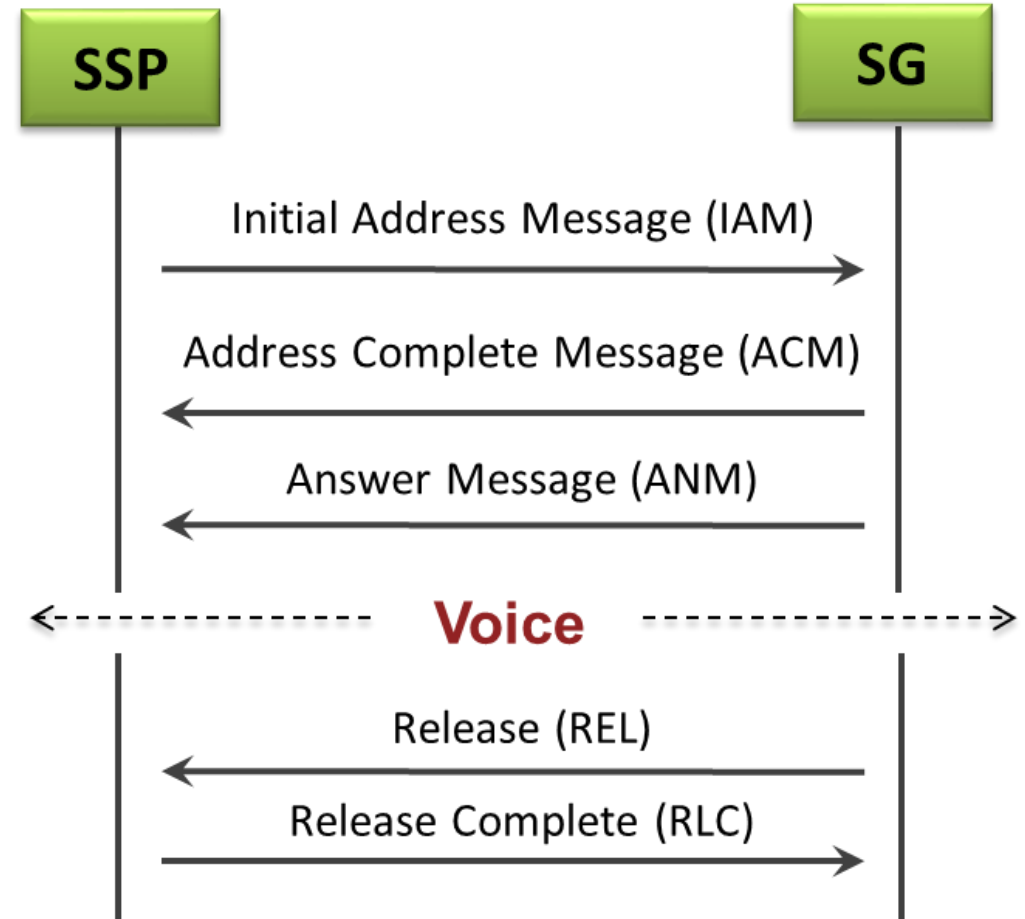 SSP
SG
Initial Address Message (IAM)
Address Complete Message (ACM)
Answer Message (ANM)
Voice
Release (REL)
Release Complete (RLC)